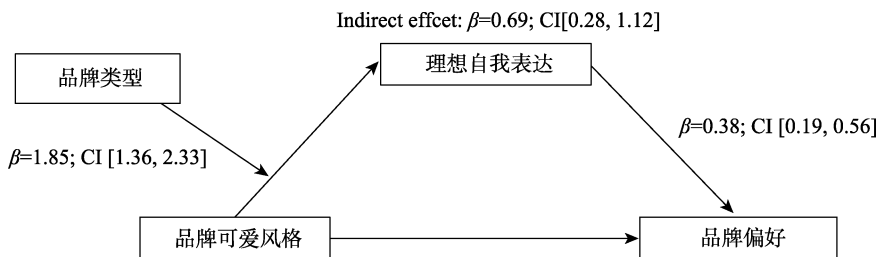 Indirect effcet: β=0.69; CI[0.28, 1.12]
理想自我表达
品牌类型
β=0.38; CI [0.19, 0.56]
β=1.85; CI [1.36, 2.33]
品牌可爱风格
品牌偏好